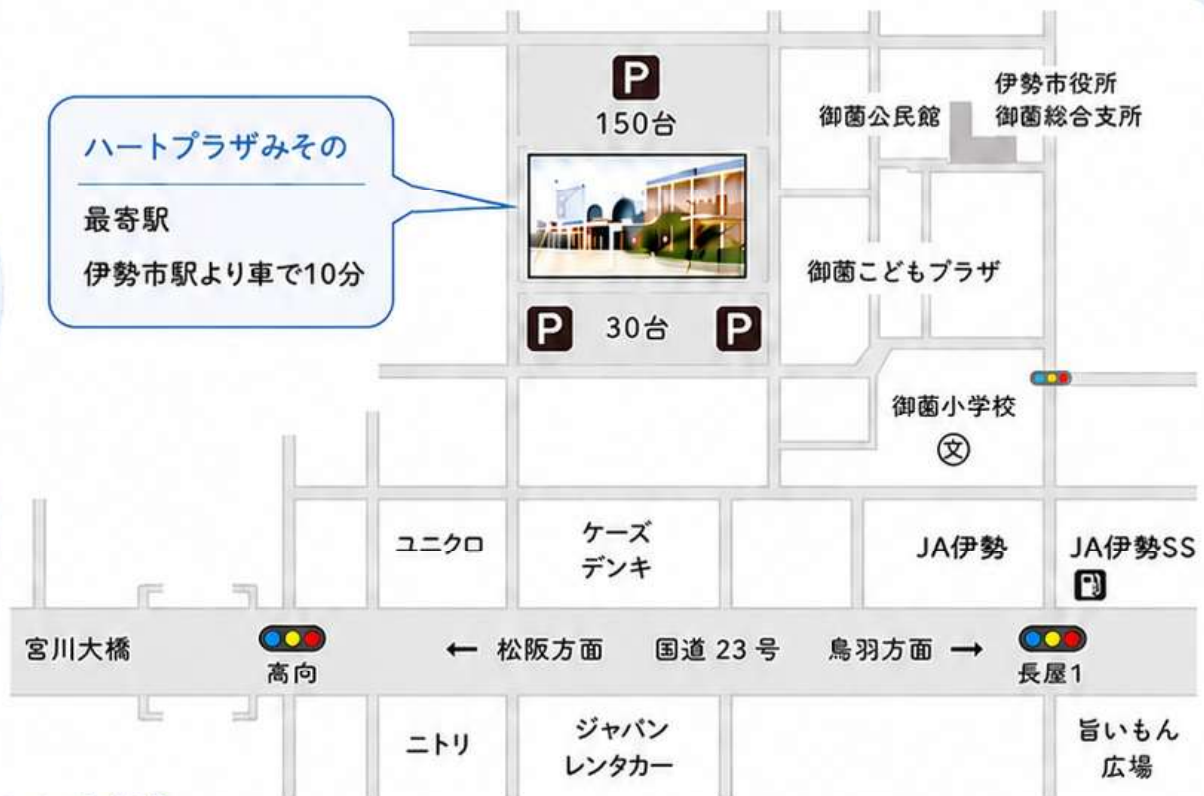 ハートプラザみその
最寄駅
伊勢市駅より車で10分
P
150台
P
30台
P
伊勢市役所
御薗総合支所
御薗公民館
御薗こどもプラザ
御薗小学校
文
ユニクロ
ケーズ
デンキ
JA伊勢
JA伊勢SS
宮川大橋
高向
← 松阪方面
国道 23 号
鳥羽方面 →
長屋1
ニトリ
ジャパン
レンタカー
旨いもん
広場